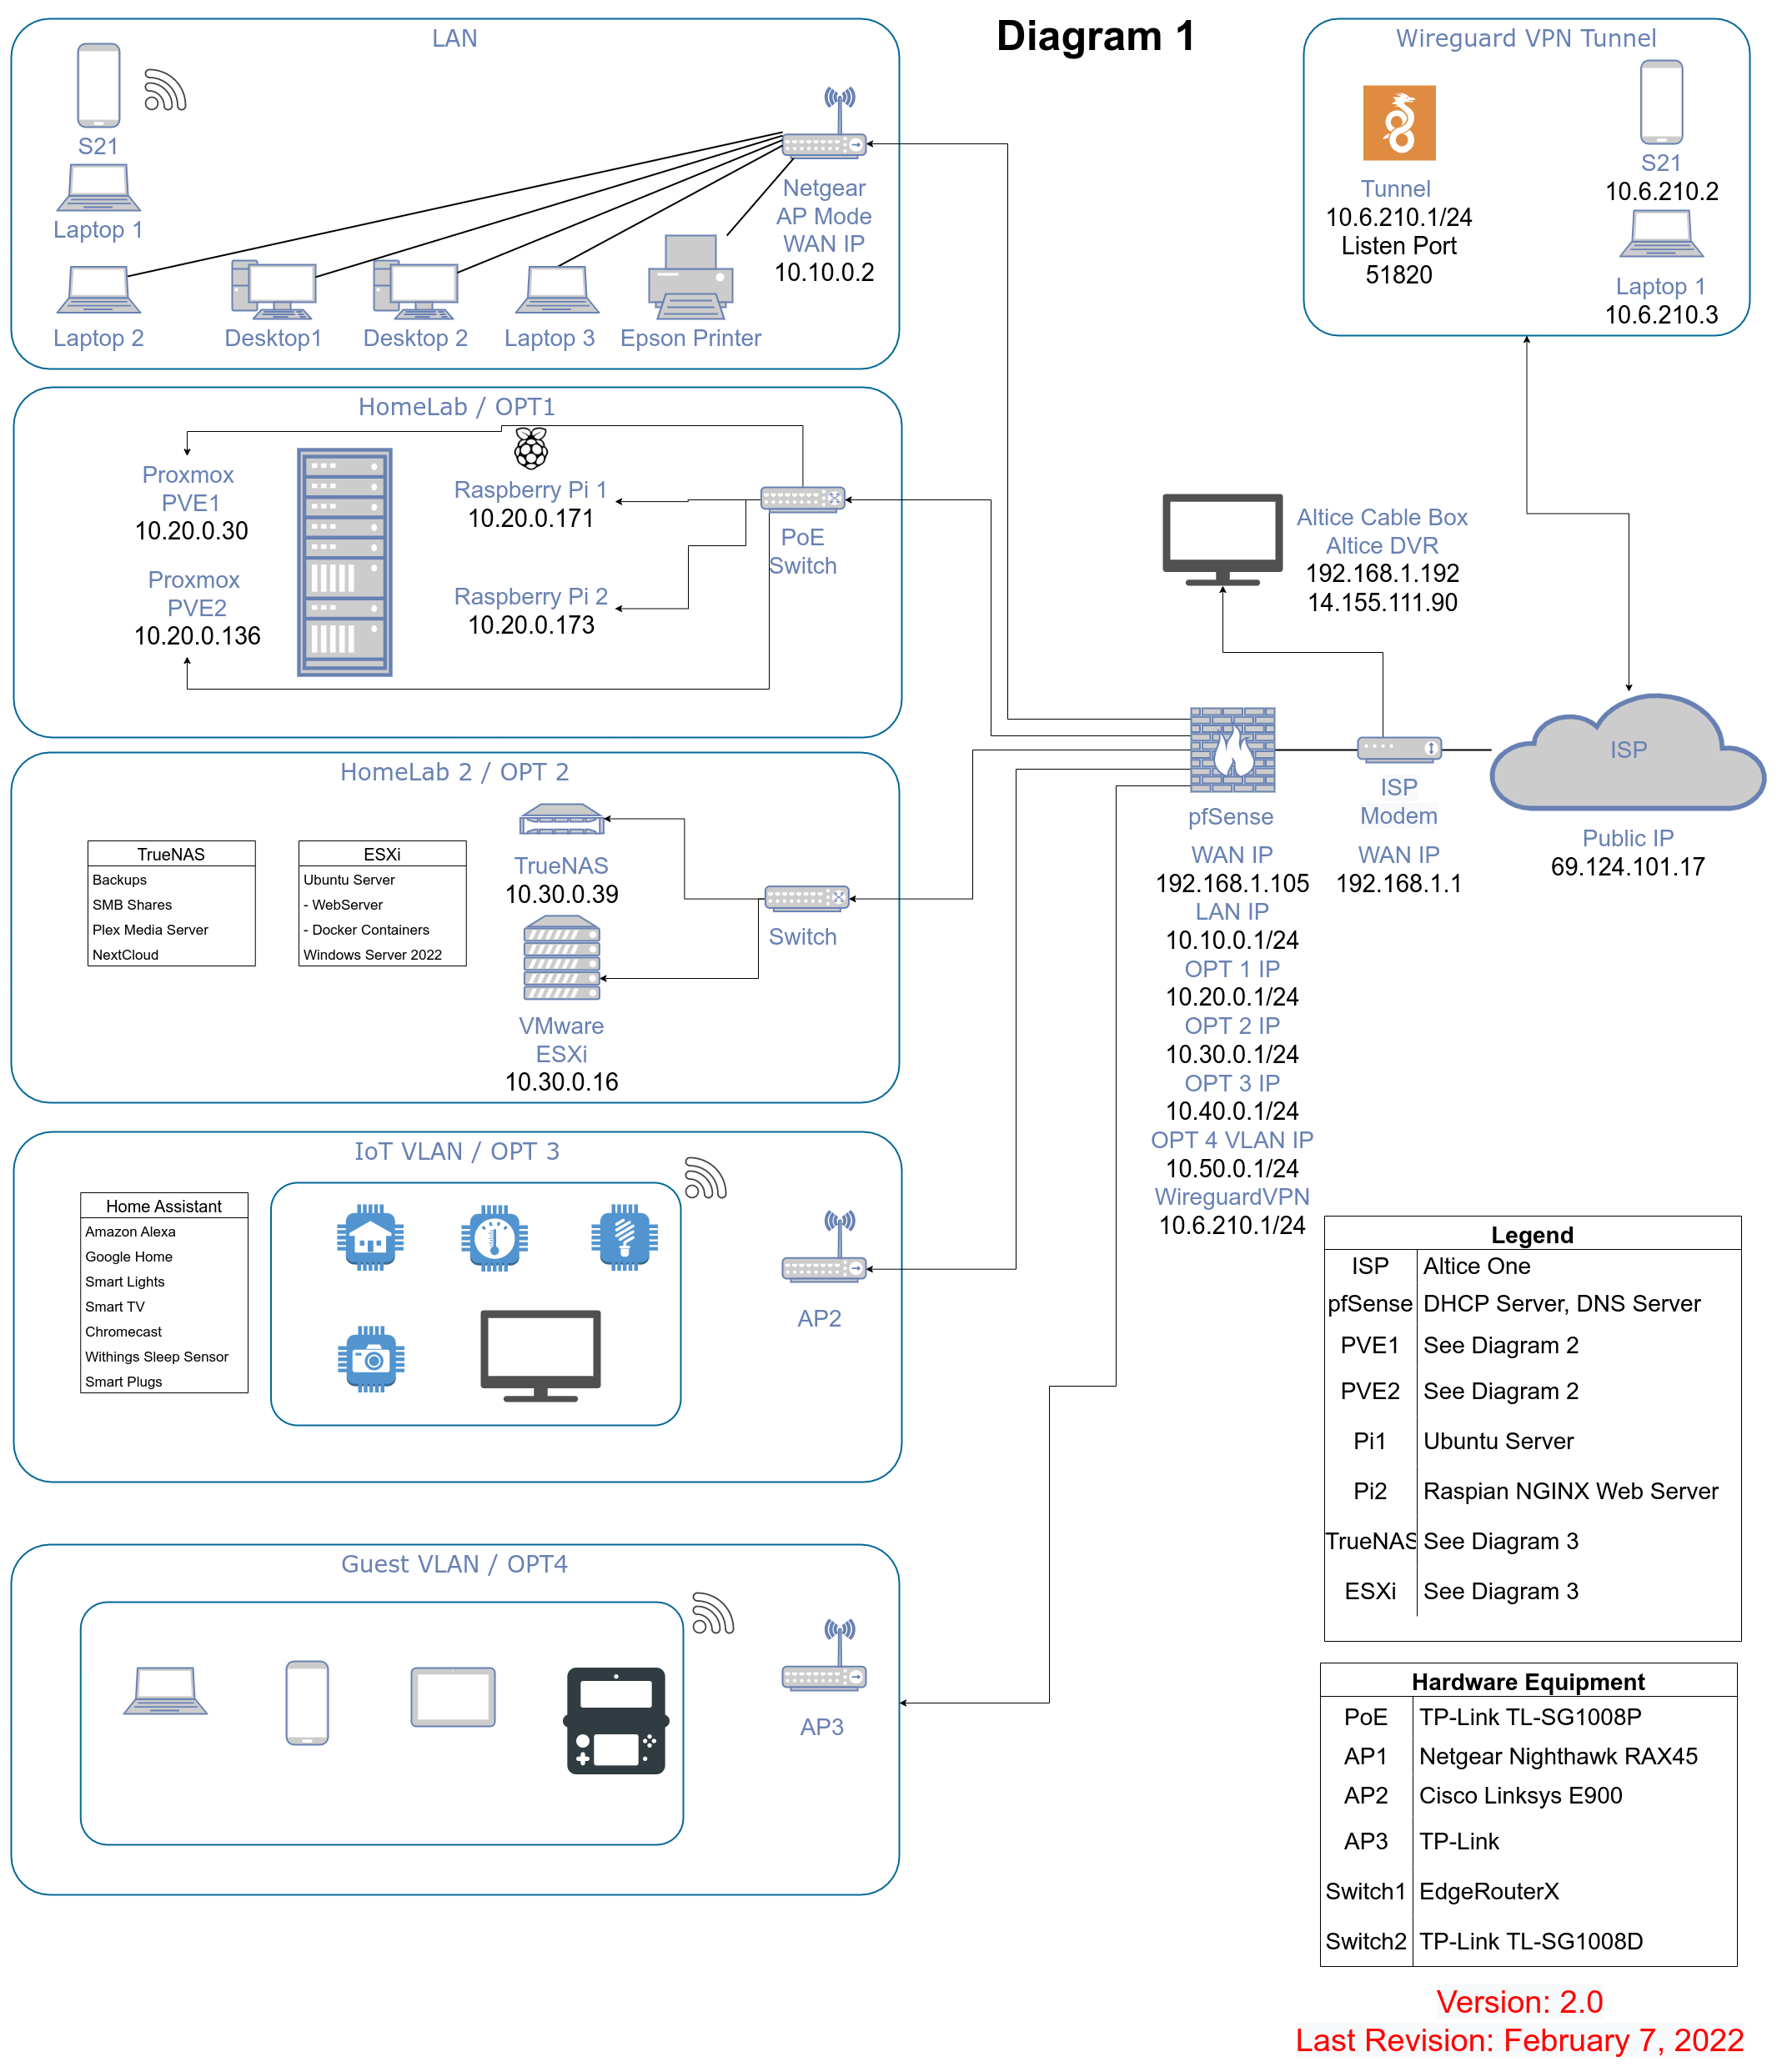 Diagram 1
LAN
S21
Laptop 1
Netgear
AP Mode
WAN IP
10.10.0.2
Laptop 2
Desktop1
Desktop 2
Laptop 3
Epson Printer
Wireguard VPN Tunnel
Tunnel
10.6.210.1/24
Listen Port
51820
S21
10.6.210.2
Laptop 1
10.6.210.3
HomeLab / OPT1
Proxmox
PVE1
10.20.0.30
Proxmox
PVE2
10.20.0.136
Raspberry Pi 1
10.20.0.171
Raspberry Pi 2
10.20.0.173
PoE
Switch
Altice Cable Box
Altice DVR
192.168.1.192
14.155.111.90
HomeLab 2 / OPT 2
TrueNAS
Backups
SMB Shares
Plex Media Server
NextCloud
ESXi
Ubuntu Server
- WebServer
- Docker Containers
Windows Server 2022
TrueNAS
10.30.0.39
VMware
ESXi
10.30.0.16
Switch
pfSense
WAN IP
192.168.1.105
LAN IP
10.10.0.1/24
OPT 1 IP
10.20.0.1/24
OPT 2 IP
10.30.0.1/24
OPT 3 IP
10.40.0.1/24
OPT 4 VLAN IP
10.50.0.1/24
WireguardVPN
10.6.210.1/24
ISP
Modem
WAN IP
192.168.1.1
ISP
Public IP
69.124.101.17
IoT VLAN / OPT 3
Home Assistant
Amazon Alexa
Google Home
Smart Lights
Smart TV
Chromecast
Withings Sleep Sensor
Smart Plugs
AP2
Guest VLAN / OPT4
AP3
Legend
ISP Altice One
pfSense DHCP Server, DNS Server
PVE1 See Diagram 2
PVE2 See Diagram 2
Pi1 Ubuntu Server
Pi2 Raspian NGINX Web Server
TrueNAS See Diagram 3
ESXi See Diagram 3
Hardware Equipment
PoE TP-Link TL-SG1008P
AP1 Netgear Nighthawk RAX45
AP2 Cisco Linksys E900
AP3 TP-Link
Switch1 EdgeRouterX
Switch2 TP-Link TL-SG1008D
Version: 2.0
Last Revision: February 7, 2022